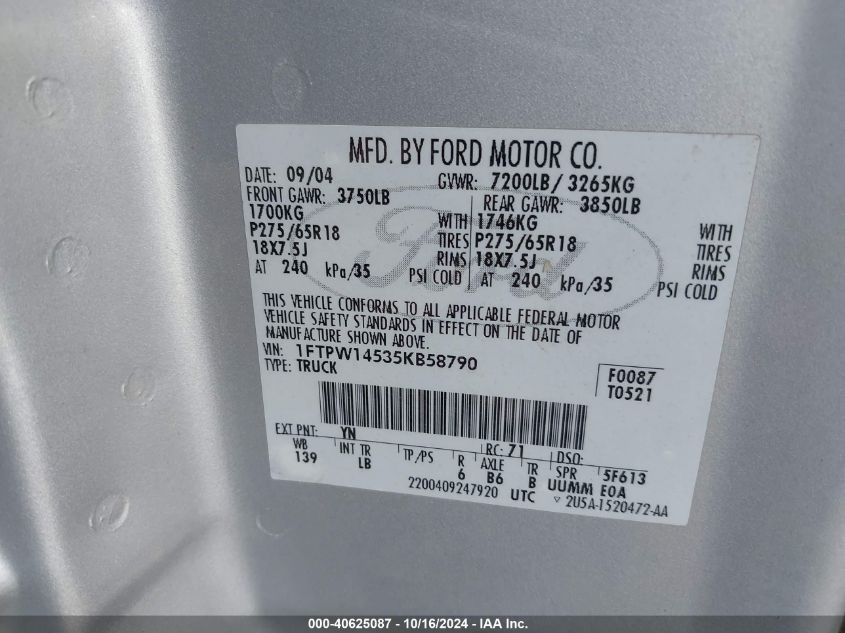 MFD. BY FORD MOTOR CO.
DATE: 09/04 GVWR: 7200LB / 3265KG
FRONT GAWR: 3750LB REAR GAWR: 3850LB
1700KG WITH 1746KG WITH
P275/65R18 TIRES P275/65R18 TIRES
18X7.5J RIMS 18X7.5J RIMS
AT 240 kPa/35 PSI COLD AT 240 kPa/35 PSI COLD
Ford
THIS VEHICLE CONFORMS TO ALL APPLICABLE FEDERAL MOTOR
VEHICLE SAFETY STANDARDS IN EFFECT ON THE DATE OF
MANUFACTURE SHOWN ABOVE.
VIN: 1FTPW14535KB58790
TYPE: TRUCK
F0087
T0521
EXT PNT: YN RC: 71 DSO:
WB INT TR TP/PS R AXLE TR SPR 5F613
139 LB 6 B6 B UUMM E0A
2200409247920 UTC ▿ 2U5A-1520472-AA
000-40625087 - 10/16/2024 - IAA Inc.